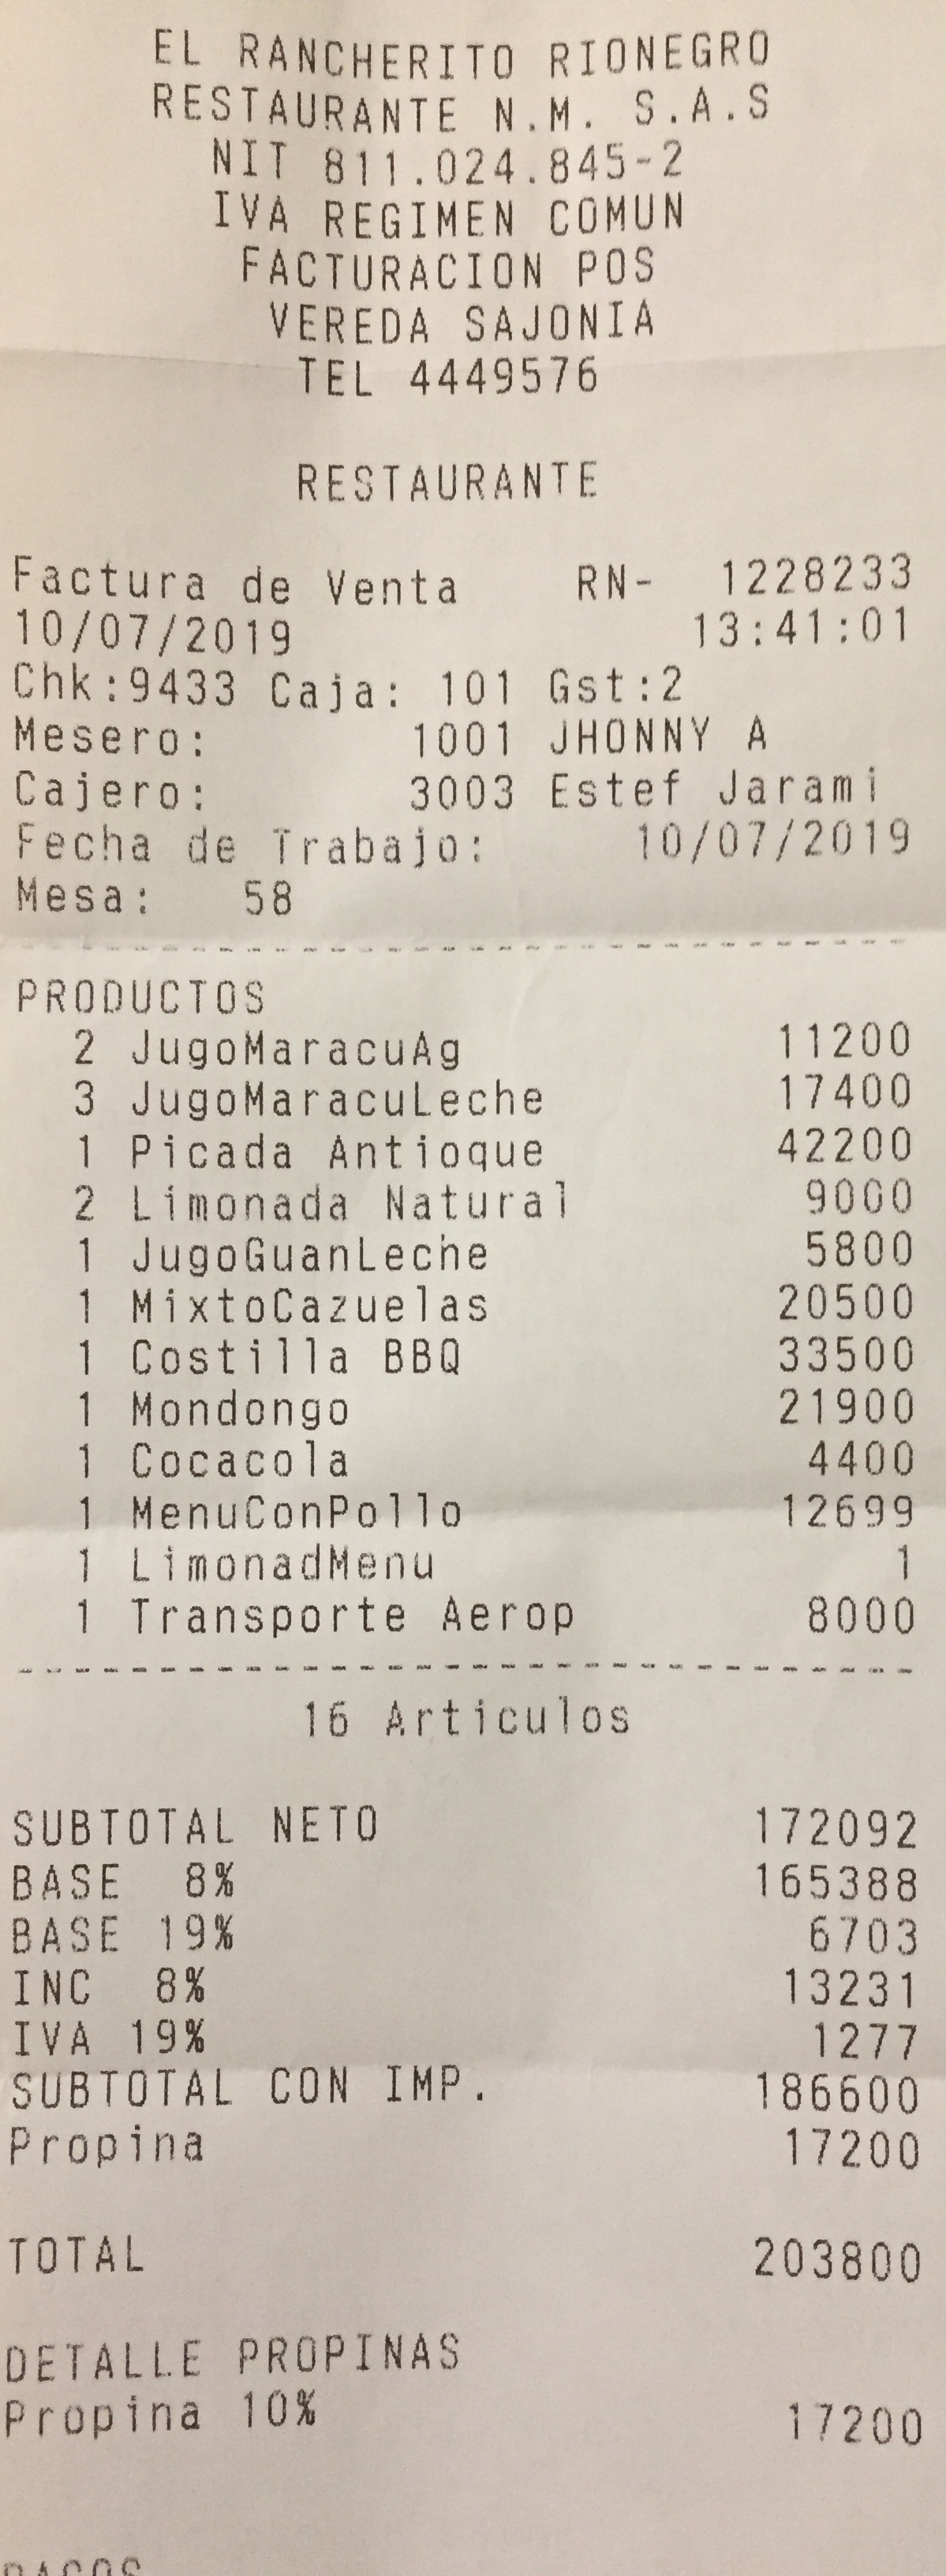 EL RANCHERITO RIONEGRO
RESTAURANTE N.M. S.A.S
NIT 811.024.845-2
IVA REGIMEN COMUN
FACTURACION POS
VEREDA SAJONIA
TEL 4449576
RESTAURANTE
Factura de Venta RN- 1228233
10/07/2019 13:41:01
Chk:9433 Caja: 101 Gst:2
Mesero: 1001 JHONNY A
Cajero: 3003 Estef Jarami
Fecha de Trabajo: 10/07/2019
Mesa: 58
PRODUCTOS
2 JugoMaracuAg 11200
3 JugoMaracuLeche 17400
1 Picada Antioque 42200
2 Limonada Natural 9000
1 JugoGuanLeche 5800
1 MixtoCazuelas 20500
1 Costilla BBQ 33500
1 Mondongo 21900
1 Cocacola 4400
1 MenuConPollo 12699
1 LimonadMenu 1
1 Transporte Aerop 8000
16 Articulos
SUBTOTAL NETO 172092
BASE 8% 165388
BASE 19% 6703
INC 8% 13231
IVA 19% 1277
SUBTOTAL CON IMP. 186600
Propina 17200
TOTAL 203800
DETALLE PROPINAS
Propina 10% 17200